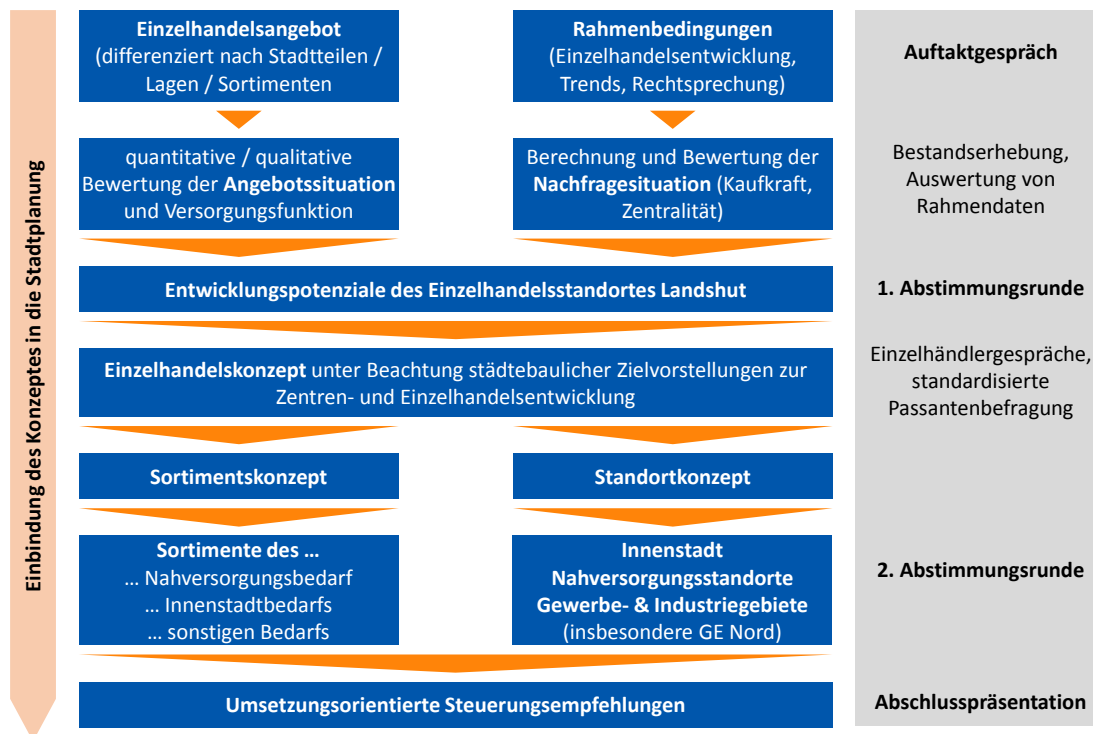 Einbindung des Konzeptes in die Stadtplanung
Einzelhandelsangebot
(differenziert nach Stadtteilen /
Lagen / Sortimenten
Rahmenbedingungen
(Einzelhandelsentwicklung,
Trends, Rechtsprechung)
Auftaktgespräch
quantitative / qualitative
Bewertung der Angebotssituation
und Versorgungsfunktion
Berechnung und Bewertung der
Nachfragesituation (Kaufkraft,
Zentralität)
Bestandserhebung,
Auswertung von
Rahmendaten
Entwicklungspotenziale des Einzelhandelsstandortes Landshut
1. Abstimmungsrunde
Einzelhandelskonzept unter Beachtung städtebaulicher Zielvorstellungen zur
Zentren- und Einzelhandelsentwicklung
Einzelhändlergespräche,
standardisierte
Passantenbefragung
Sortimentskonzept
Standortkonzept
Sortimente des ...
... Nahversorgungsbedarf
... Innenstadtbedarfs
... sonstigen Bedarfs
Innenstadt
Nahversorgungsstandorte
Gewerbe- & Industriegebiete
(insbesondere GE Nord)
2. Abstimmungsrunde
Umsetzungsorientierte Steuerungsempfehlungen
Abschlusspräsentation